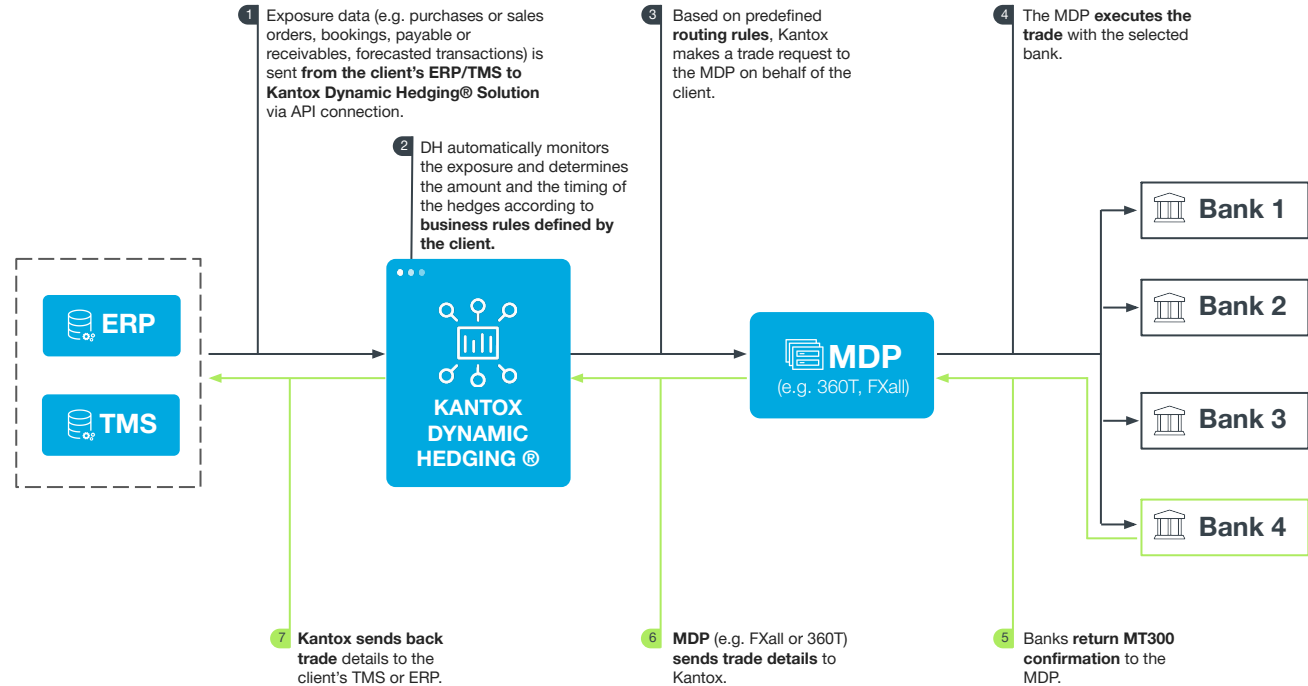 1
Exposure data (e.g. purchases or sales
orders, bookings, payable or
receivables, forecasted transactions) is
sent from the client's ERP/TMS to
Kantox Dynamic Hedging® Solution
via API connection.
2
DH automatically monitors
the exposure and determines
the amount and the timing of
the hedges according to
business rules defined by
the client.
3
Based on predefined
routing rules, Kantox
makes a trade request to
the MDP on behalf of the
client.
4
The MDP executes the
trade with the selected
bank.
ERP
TMS
KANTOX
DYNAMIC
HEDGING ®
MDP
(e.g. 360T, FXall)
Bank 1
Bank 2
Bank 3
Bank 4
7
Kantox sends back
trade details to the
client's TMS or ERP.
6
MDP (e.g. FXall or 360T)
sends trade details to
Kantox.
5
Banks return MT300
confirmation to the
MDP.